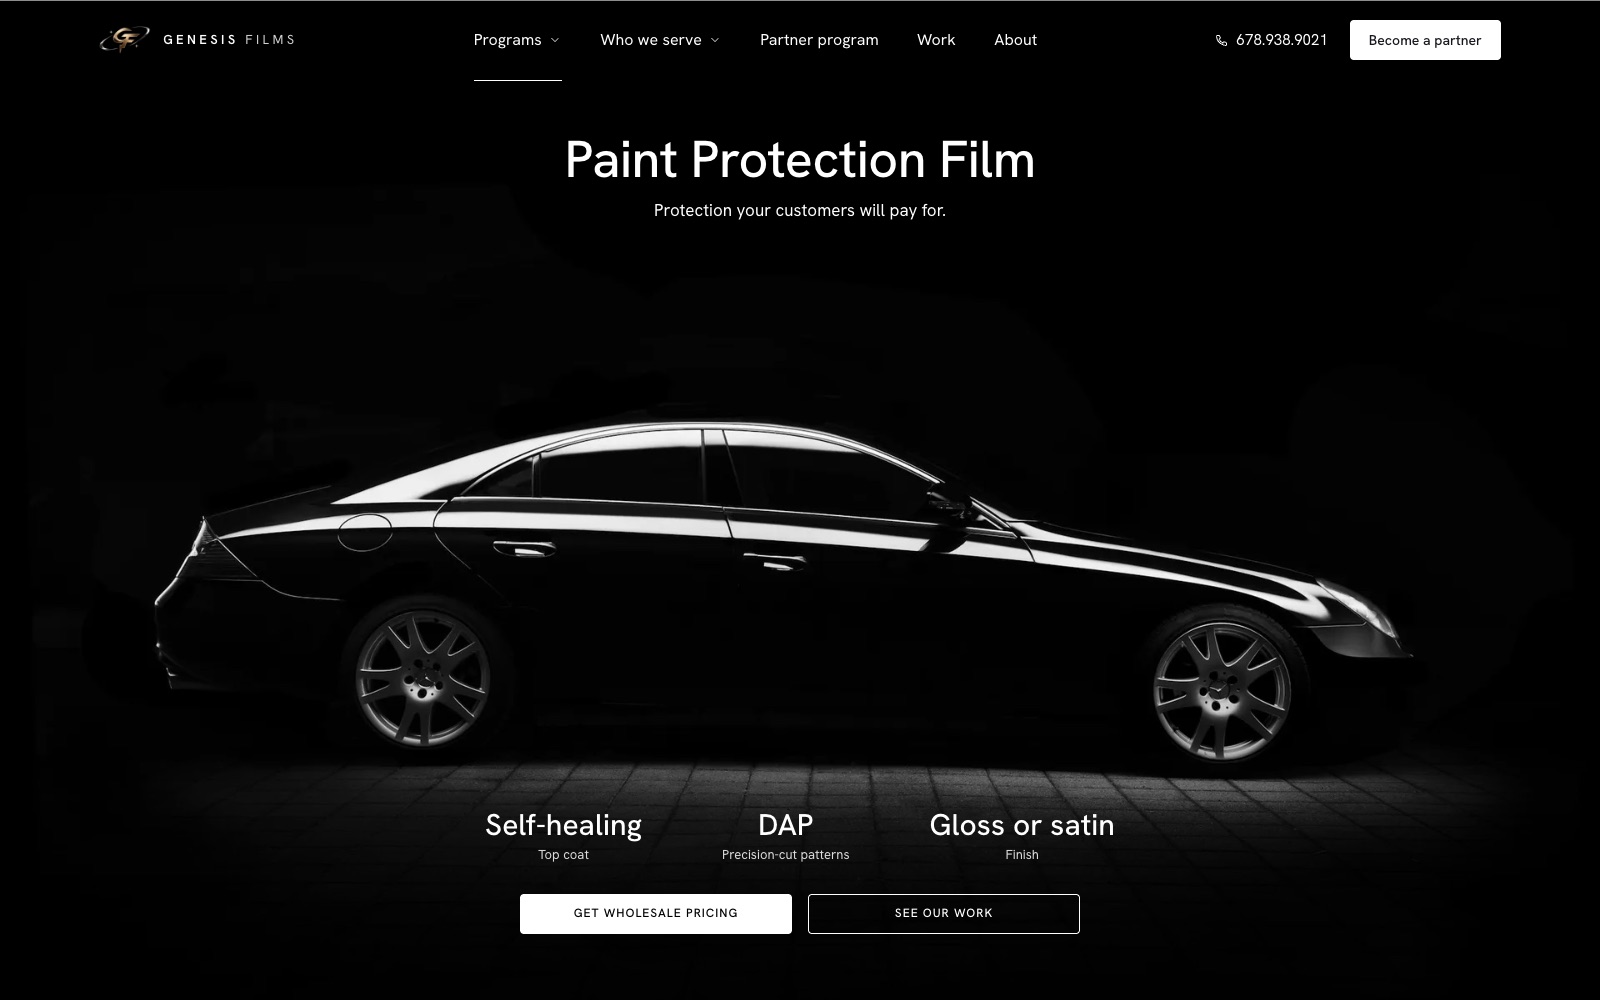 GENESIS FILMS
Programs
Who we serve
Partner program
Work
About
678.938.9021
Become a partner
Paint Protection Film
Protection your customers will pay for.
Self-healing
DAP
Gloss or satin
Top coat
Precision-cut patterns
Finish
GET WHOLESALE PRICING
SEE OUR WORK